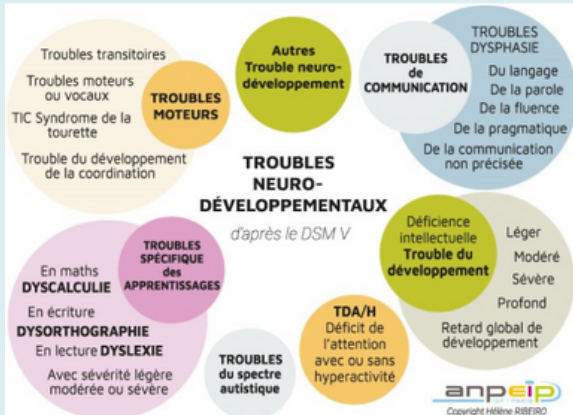 Troubles transitoires
Troubles moteurs
ou vocaux
TIC Syndrome de la
tourette
Trouble du développement
de la coordination
TROUBLES
MOTEURS
Autres
Trouble neuro-
développement
TROUBLES
de
COMMUNICATION
TROUBLES
DYSPHASIE
Du langage
De la parole
De la fluence
De la pragmatique
De la communication
non précisée
TROUBLES
NEURO-
DÉVELOPPEMENTAUX
d'après le DSM V
TROUBLES
SPÉCIFIQUE
des
APPRENTISSAGES
En maths
DYSCALCULIE
En écriture
DYSORTHOGRAPHIE
En lecture DYSLEXIE
Avec sévérité légère
modérée ou sévère
TROUBLES
du spectre
autistique
TDA/H
Déficit de
l'attention
avec ou sans
hyperactivité
Déficience
intellectuelle
Trouble du
développement
Léger
Modéré
Sévère
Profond
Retard global de
développement
anpeip
Copyright Hélène RIBEIRO